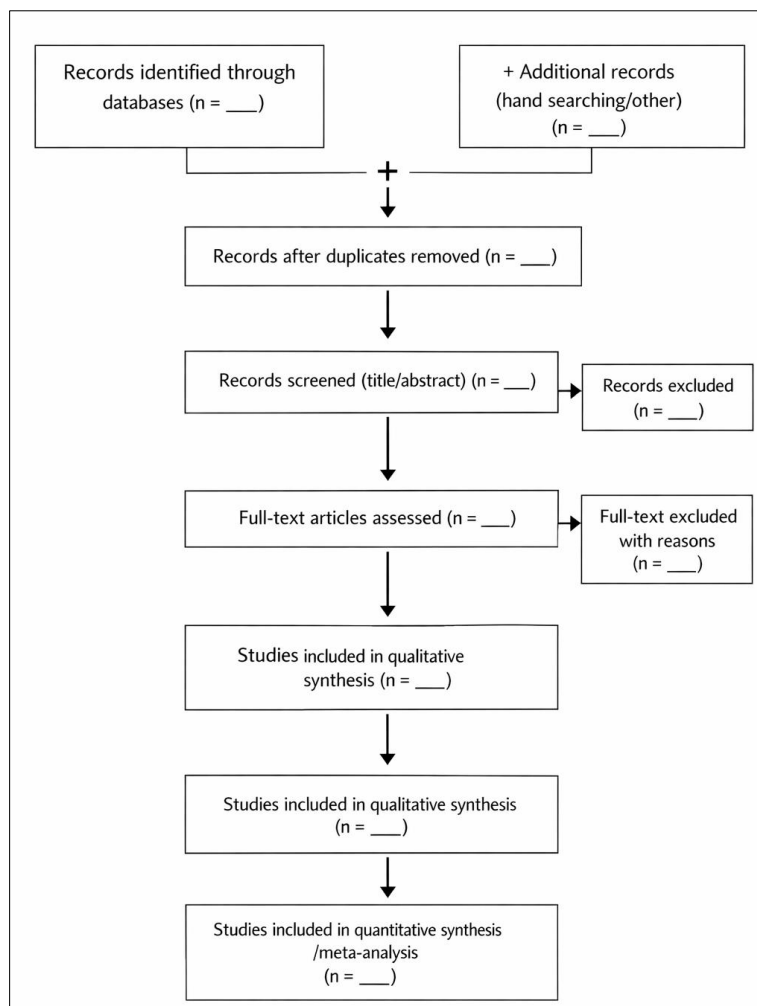 Records identified through
databases (n = ___)
+ Additional records
(hand searching/other)
(n = ___)
+
Records after duplicates removed (n = ___)
Records screened (title/abstract) (n = ___)
Records excluded
(n = ___)
Full-text articles assessed (n = ___)
Full-text excluded
with reasons
(n = ___)
Studies included in qualitative
synthesis (n = ___)
Studies included in qualitative synthesis
(n = ___)
Studies included in quantitative synthesis
/meta-analysis
(n = ___)